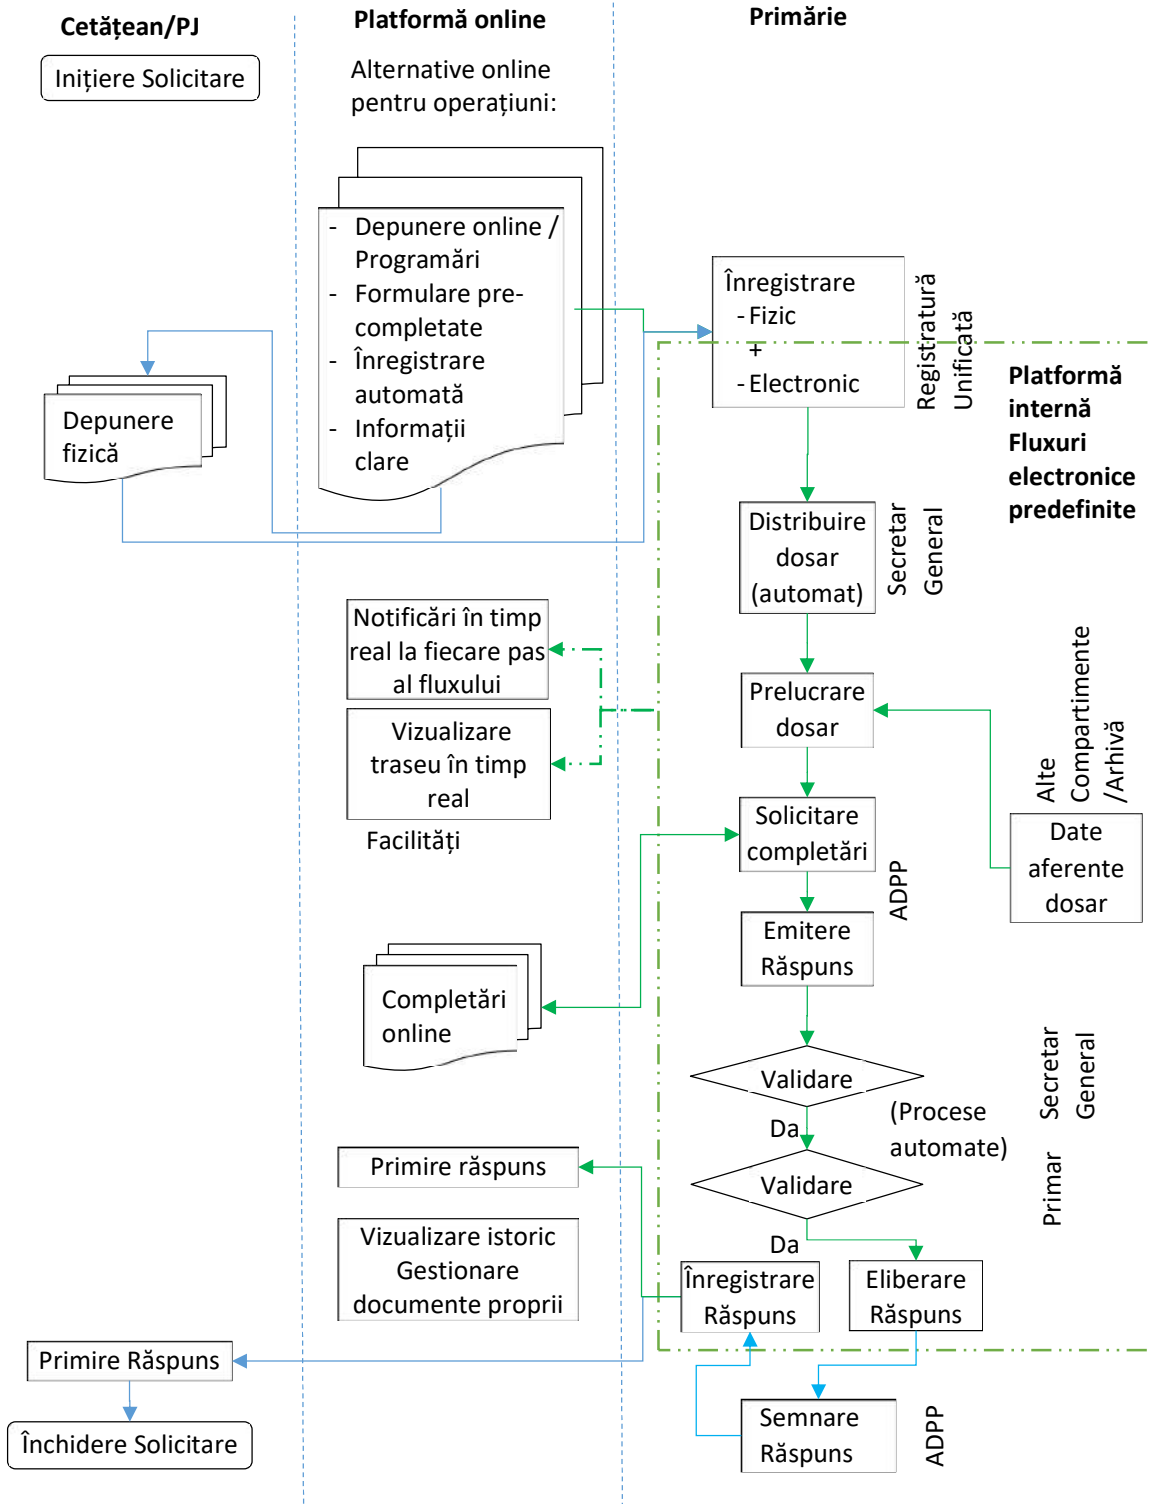 Cetățean/PJ
Platformă online
Primărie
Inițiere Solicitare
Alternative online
pentru operațiuni:
- Depunere online /
Programări
- Formulare pre-
completate
- Înregistrare
automată
- Informații
clare
Înregistrare
- Fizic
+
- Electronic
Registratură
Unificată
Platformă
internă
Fluxuri
electronice
predefinite
Depunere
fizică
Distribuire
dosar
(automat)
Secretar
General
Notificări în timp
real la fiecare pas
al fluxului
Vizualizare
traseu în timp
real
Facilități
Prelucrare
dosar
Alte
Compartimente
/Arhivă
Date
aferente
dosar
Solicitare
completări
ADPP
Emitere
Răspuns
Completări
online
Validare
Secretar
General
(Procese
automate)
Da
Validare
Primar
Da
Primire răspuns
Vizualizare istoric
Gestionare
documente proprii
Înregistrare
Răspuns
Eliberare
Răspuns
Primire Răspuns
Semnare
Răspuns
ADPP
Închidere Solicitare